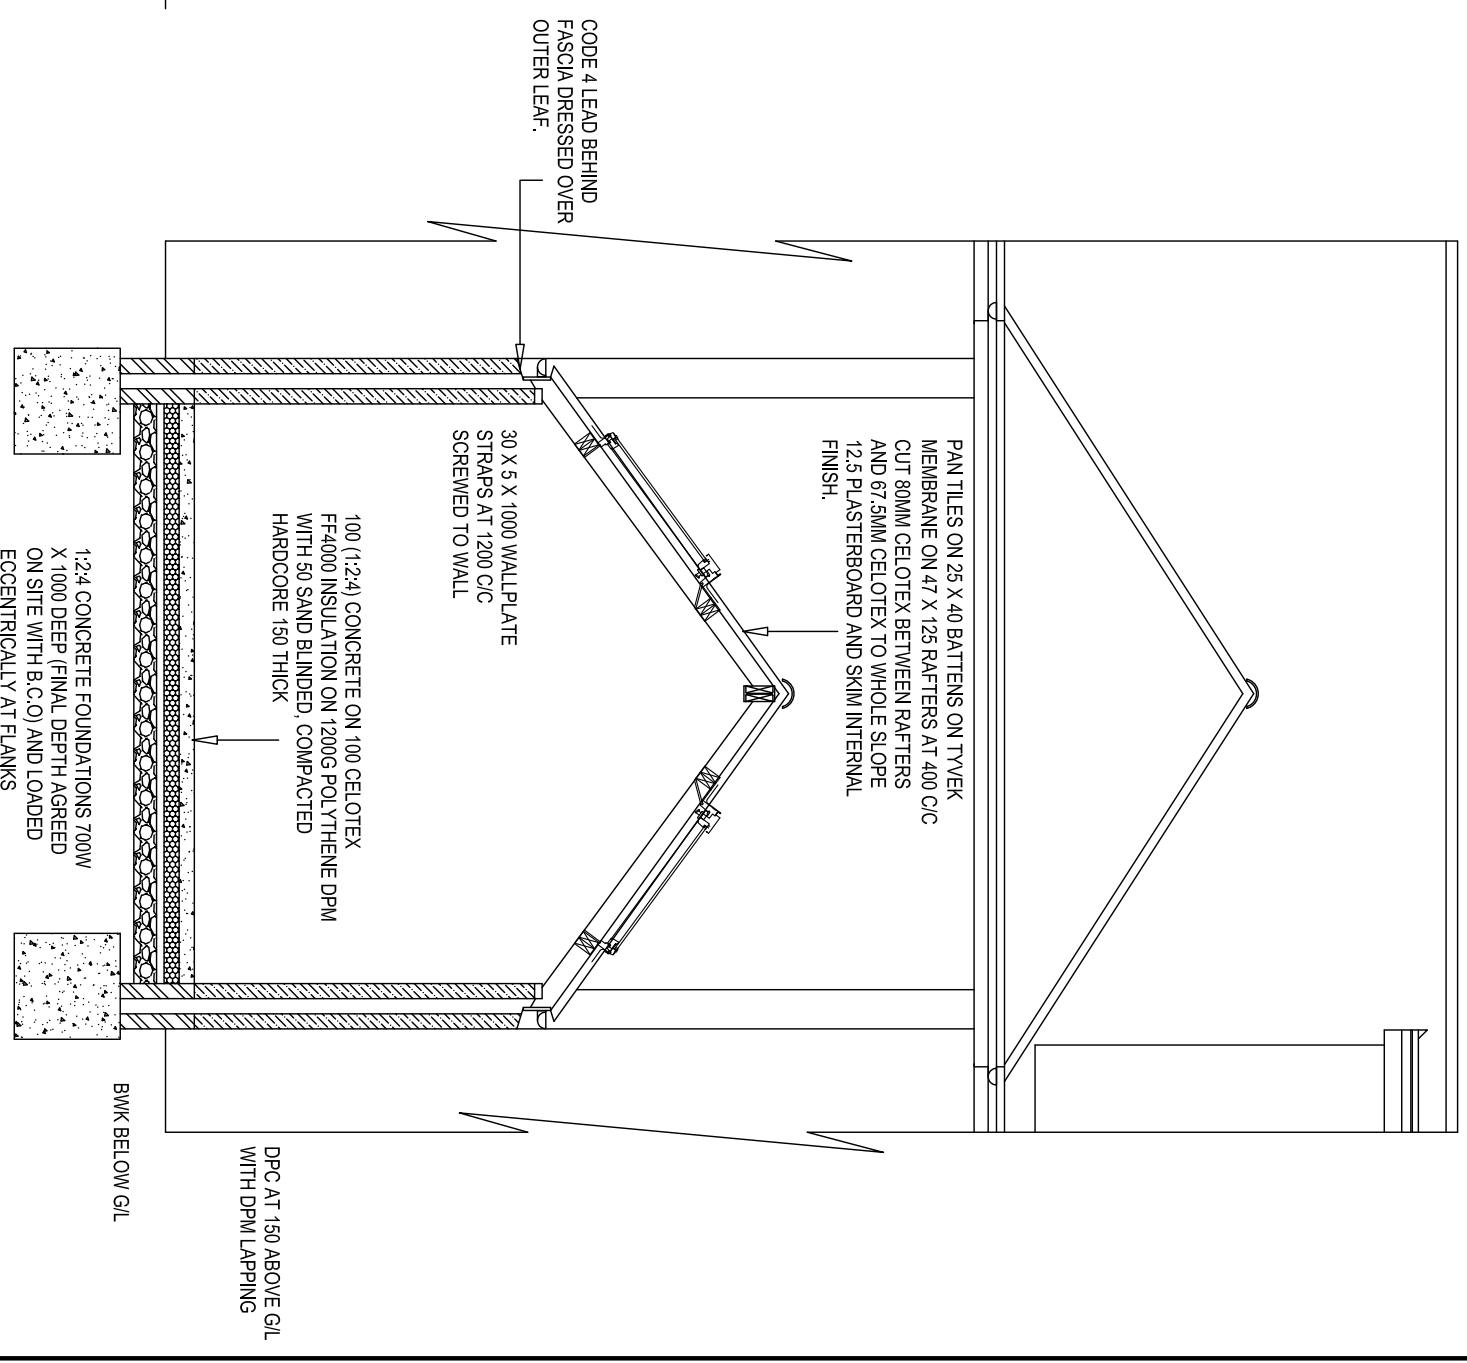 CODE 4 LEAD BEHIND
FASCIA DRESSED OVER
OUTER LEAF.
PAN TILES ON 25 X 40 BATTENS ON TYVEK
MEMBRANE ON 47 X 125 RAFTERS AT 400 C/C
CUT 80MM CELOTEX BETWEEN RAFTERS
AND 67.5MM CELOTEX TO WHOLE SLOPE
12.5 PLASTERBOARD AND SKIM INTERNAL
FINISH.
30 X 5 X 1000 WALLPLATE
STRAPS AT 1200 C/C
SCREWED TO WALL
100 (1:2:4) CONCRETE ON 100 CELOTEX
FF4000 INSULATION ON 1200G POLYTHENE DPM
WITH 50 SAND BLINDED, COMPACTED
HARDCORE 150 THICK
1:2:4 CONCRETE FOUNDATIONS 700W
X 1000 DEEP (FINAL DEPTH AGREED
ON SITE WITH B.C.O) AND LOADED
ECCENTRICALLY AT FLANKS
DPC AT 150 ABOVE G/L
WITH DPM LAPPING
BWK BELOW G/L